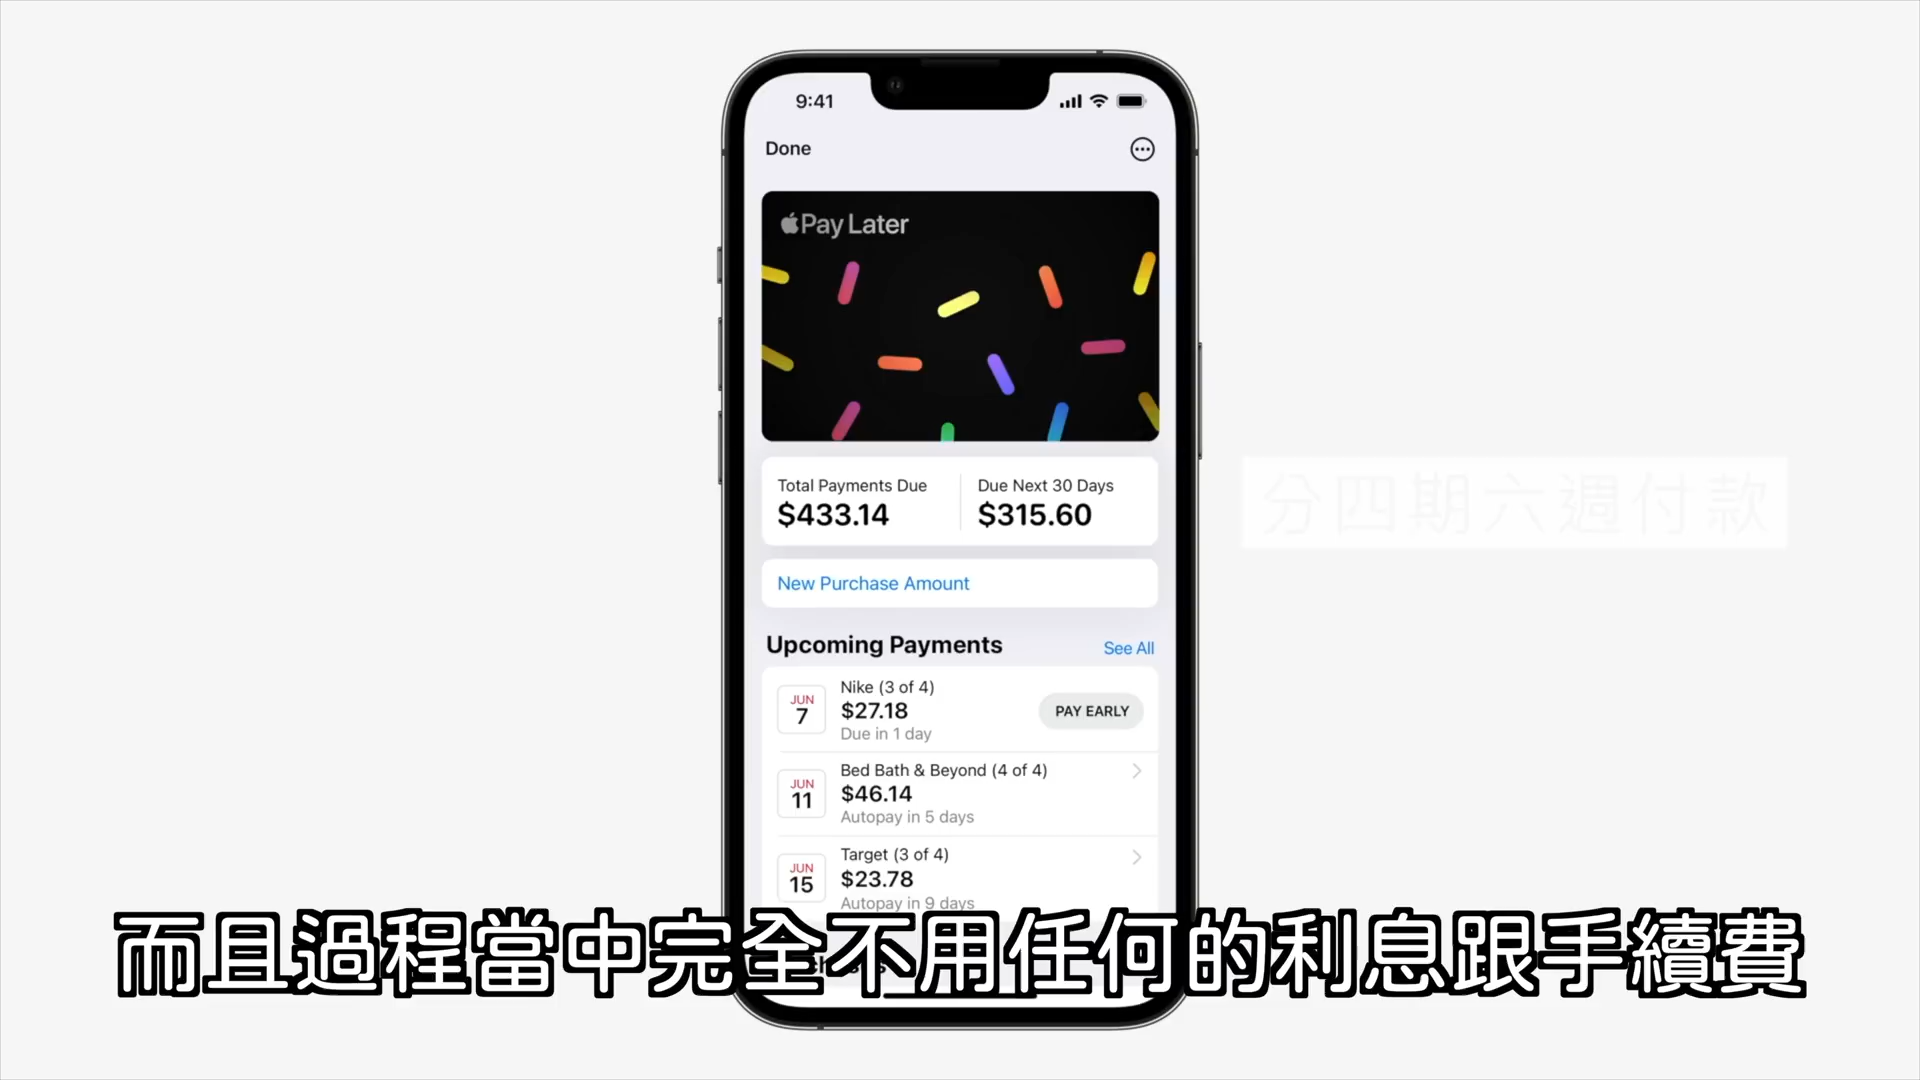 9:41
Done
Pay Later
Total Payments Due
$433.14
Due Next 30 Days
$315.60
分四期六週付款
New Purchase Amount
Upcoming Payments
See All
JUN
7
Nike (3 of 4)
$27.18
Due in 1 day
PAY EARLY
JUN
11
Bed Bath & Beyond (4 of 4)
$46.14
Autopay in 5 days
JUN
15
Target (3 of 4)
$23.78
Autopay in 9 days
而且過程當中完全不用任何的利息跟手續費